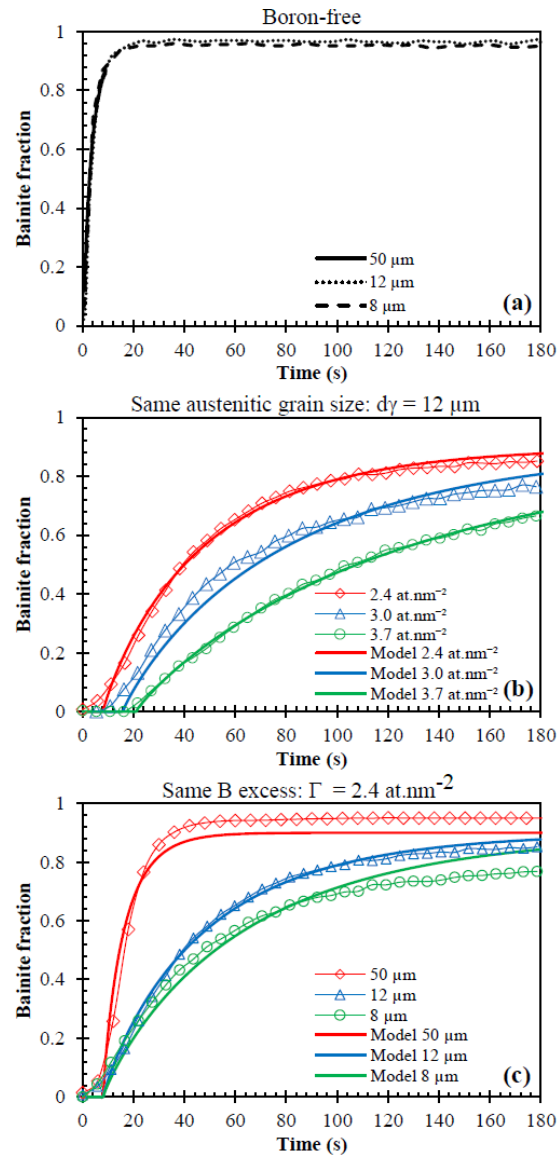 Boron-free
1
0.8
0.6
0.4
0.2
0
Bainite fraction
50 µm
12 µm
8 µm
(a)
0 20 40 60 80 100 120 140 160 180
Time (s)
Same austenitic grain size: dγ = 12 µm
1
0.8
0.6
0.4
0.2
0
Bainite fraction
2.4 at.nm⁻²
3.0 at.nm⁻²
3.7 at.nm⁻²
Model 2.4 at.nm⁻²
Model 3.0 at.nm⁻²
Model 3.7 at.nm⁻²
(b)
0 20 40 60 80 100 120 140 160 180
Time (s)
Same B excess: Γ = 2.4 at.nm⁻²
1
0.8
0.6
0.4
0.2
0
Bainite fraction
50 µm
12 µm
8 µm
Model 50 µm
Model 12 µm
Model 8 µm
(c)
0 20 40 60 80 100 120 140 160 180
Time (s)